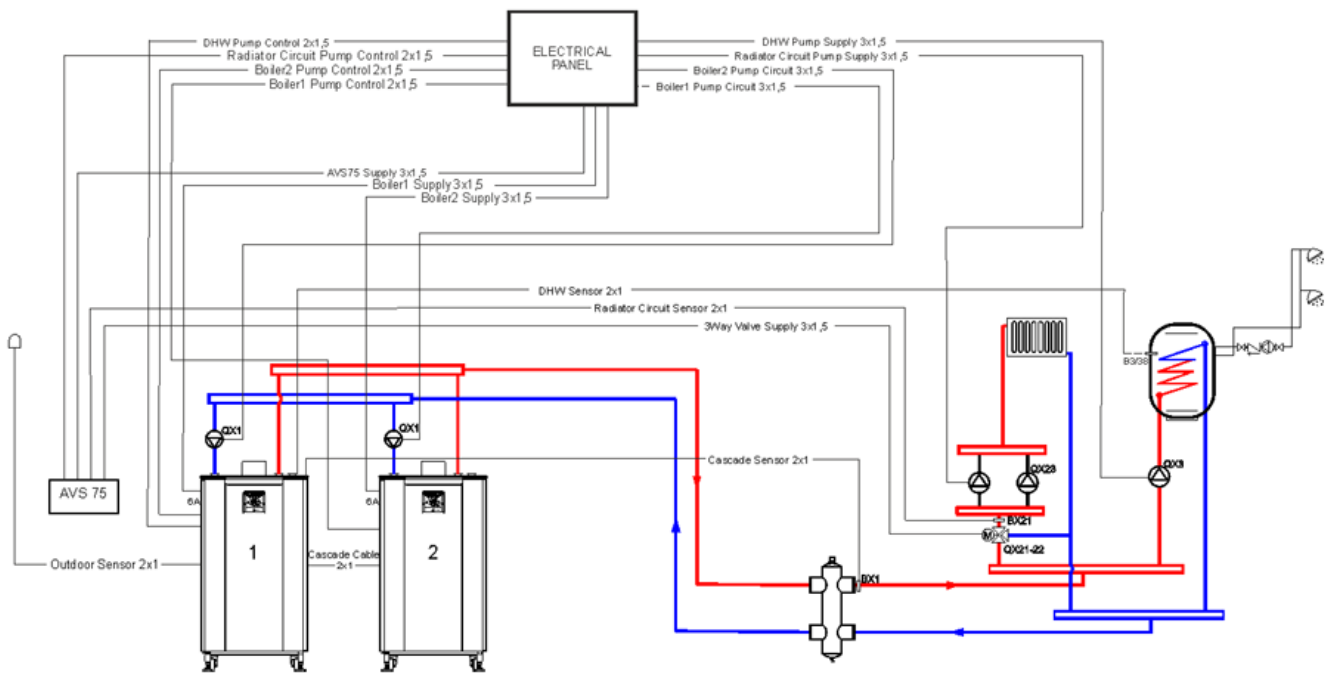 DHW Pump Control 2x1,5
Radiator Circuit Pump Control 2x1,5
Boiler2 Pump Control 2x1,5
Boiler1 Pump Control 2x1,5
ELECTRICAL
PANEL
DHW Pump Supply 3x1,5
Radiator Circuit Pump Supply 3x1,5
Boiler2 Pump Circuit 3x1,5
Boiler1 Pump Circuit 3x1,5
AVS75 Supply 3x1,5
Boiler1 Supply 3x1,5
Boiler2 Supply 3x1,5
DHW Sensor 2x1
Radiator Circuit Sensor 2x1
3Way Valve Supply 3x1,5
B3/38
QX1
QX1
Cascade Sensor 2x1
QX23
QX3
AVS 75
6A
6A
BX21
M
QX21-22
1
2
Outdoor Sensor 2x1
Cascade Cable
2x1
BX1